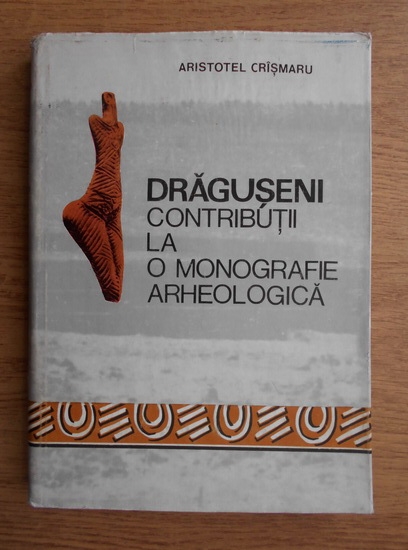 ARISTOTEL CRÎȘMARU
DRĂGUȘENI
CONTRIBUȚII
LA
O MONOGRAFIE
ARHEOLOGICĂ